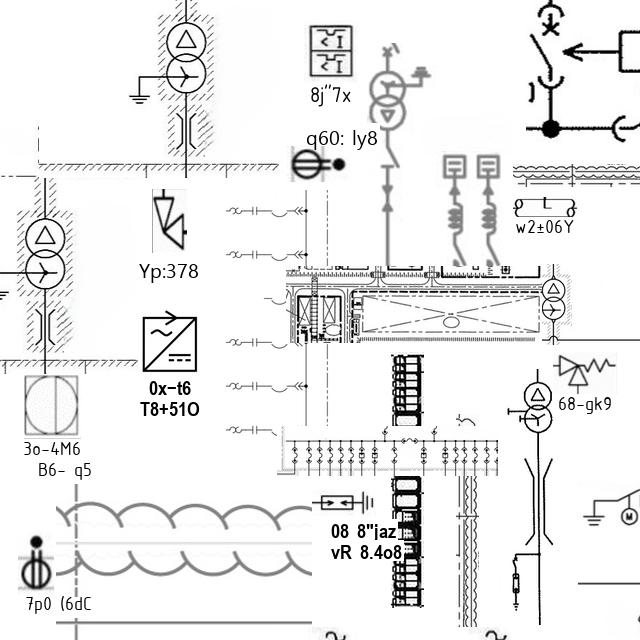 8j"7x
q60: ly8
w2±06Y
Yp:378
0x-t6
T8+51O
68-gk9
3o-4M6
B6- q5
08 8"jaz
vR 8.4o8
7p0 (6dC
M